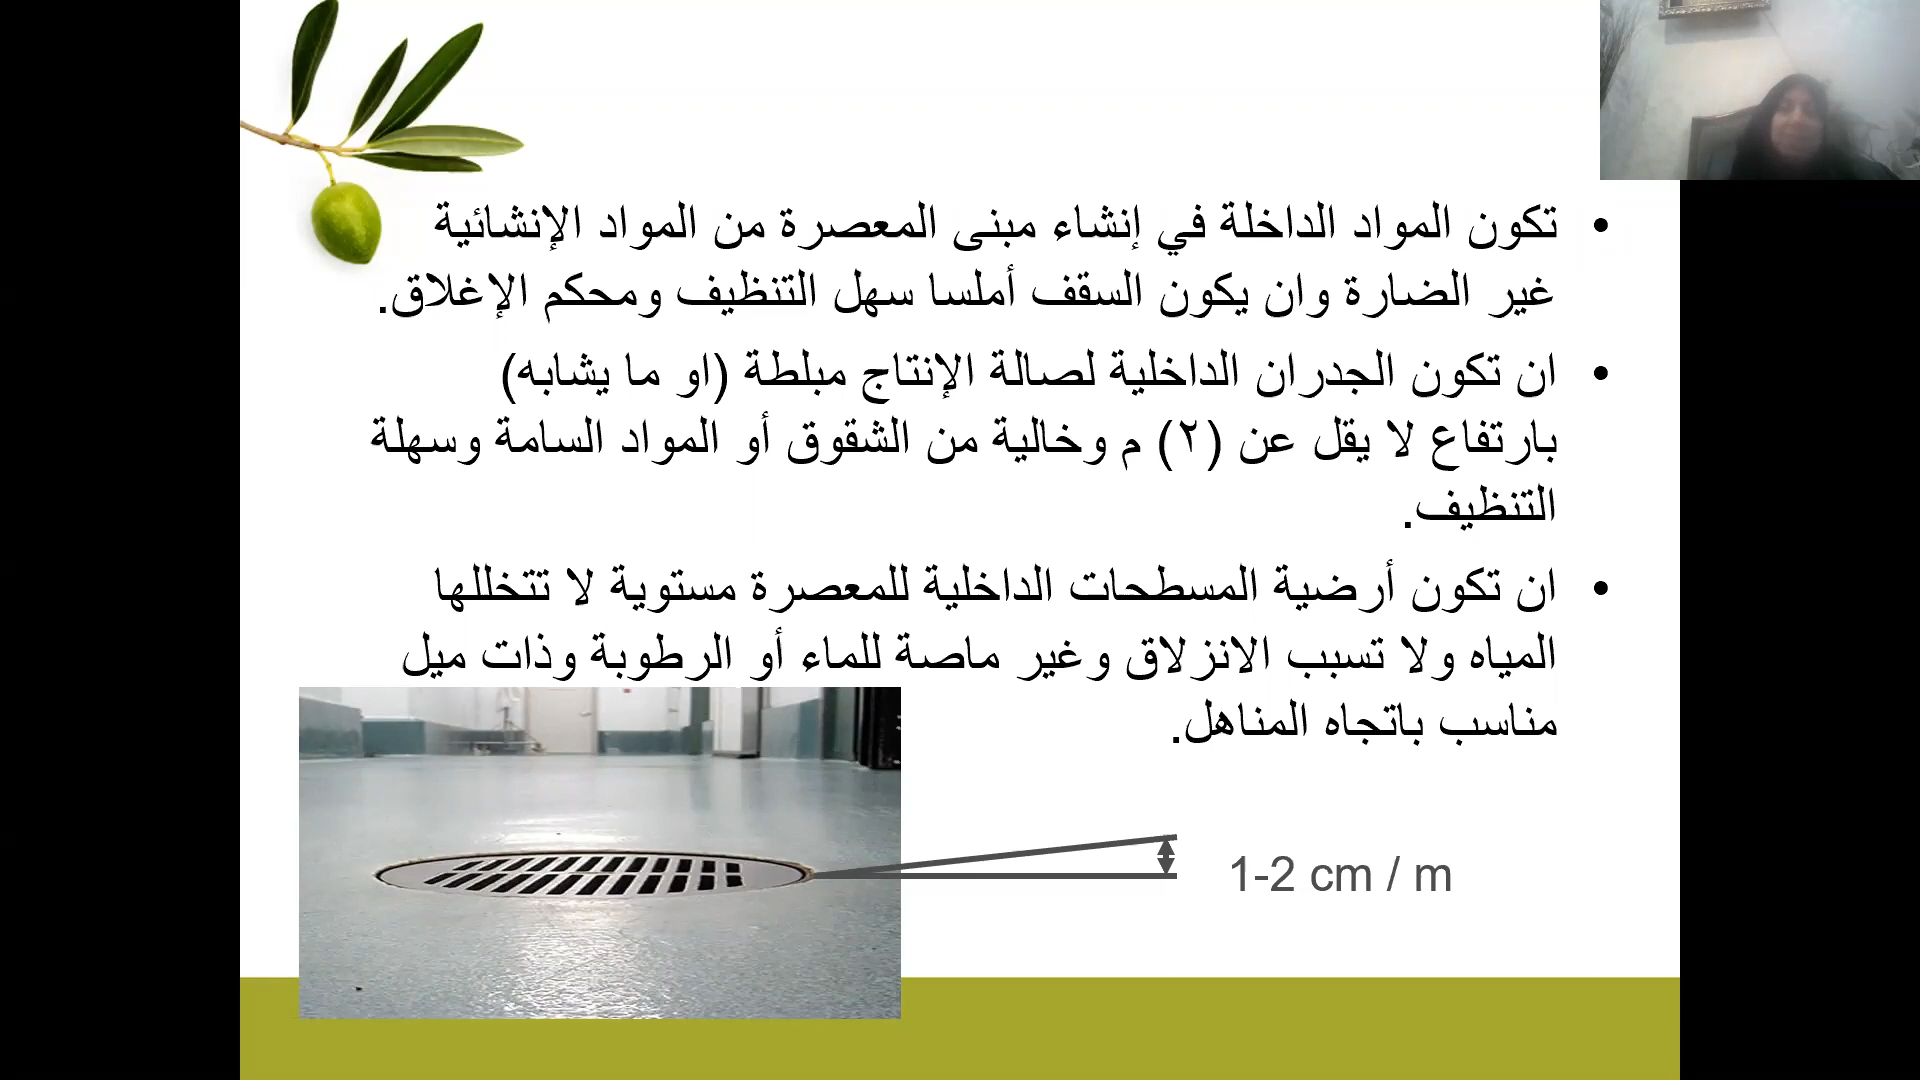 • تكون المواد الداخلة في إنشاء مبنى المعصرة من المواد الإنشائية
غير الضارة وان يكون السقف أملسا سهل التنظيف ومحكم الإغلاق.
• ان تكون الجدران الداخلية لصالة الإنتاج مبلطة (او ما يشابه)
بارتفاع لا يقل عن (٢) م وخالية من الشقوق أو المواد السامة وسهلة
التنظيف.
• ان تكون أرضية المسطحات الداخلية للمعصرة مستوية لا تتخللها
المياه ولا تسبب الانزلاق وغير ماصة للماء أو الرطوبة وذات ميل
مناسب باتجاه المناهل.
1-2 cm / m